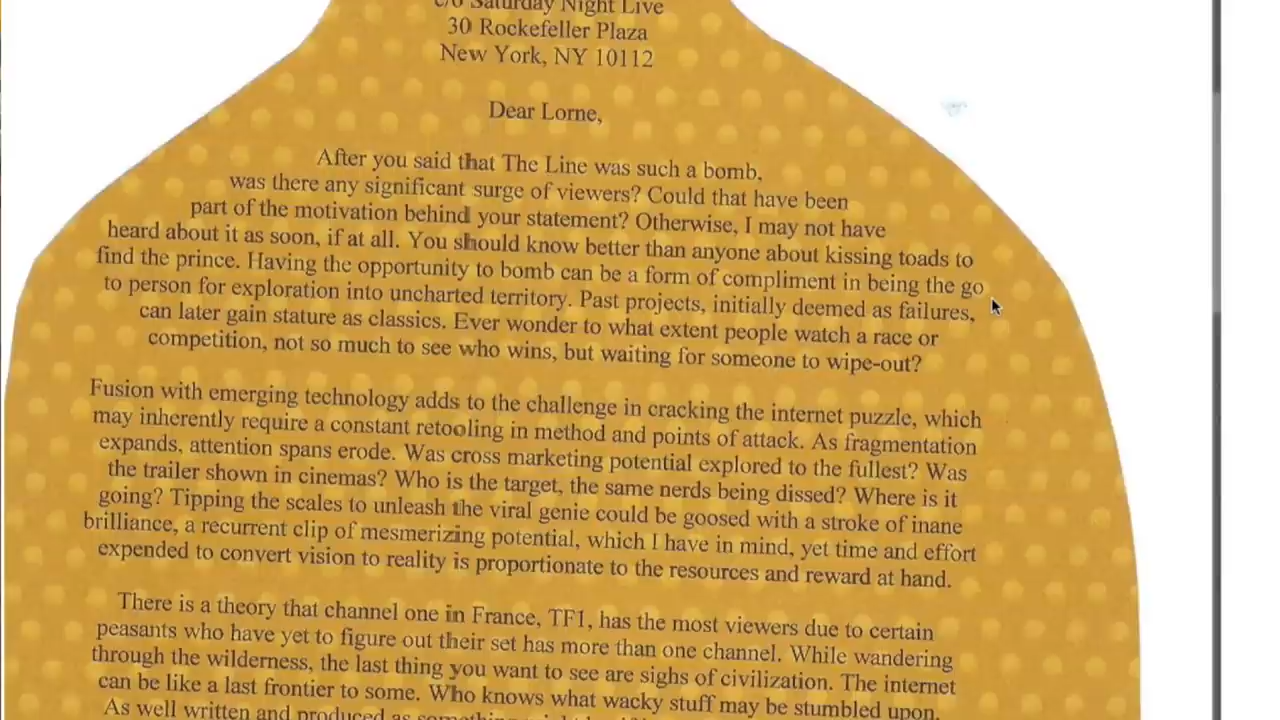 c/o Saturday Night Live
30 Rockefeller Plaza
New York, NY 10112
Dear Lorne,
After you said that The Line was such a bomb,
was there any significant surge of viewers? Could that have been
part of the motivation behind your statement? Otherwise, I may not have
heard about it as soon, if at all. You should know better than anyone about kissing toads to
find the prince. Having the opportunity to bomb can be a form of compliment in being the go
to person for exploration into uncharted territory. Past projects, initially deemed as failures,
can later gain stature as classics. Ever wonder to what extent people watch a race or
competition, not so much to see who wins, but waiting for someone to wipe-out?
Fusion with emerging technology adds to the challenge in cracking the internet puzzle, which
may inherently require a constant retooling in method and points of attack. As fragmentation
expands, attention spans erode. Was cross marketing potential explored to the fullest? Was
the trailer shown in cinemas? Who is the target, the same nerds being dissed? Where is it
going? Tipping the scales to unleash the viral genie could be goosed with a stroke of inane
brilliance, a recurrent clip of mesmerizing potential, which I have in mind, yet time and effort
expended to convert vision to reality is proportionate to the resources and reward at hand.
There is a theory that channel one in France, TF1, has the most viewers due to certain
peasants who have yet to figure out their set has more than one channel. While wandering
through the wilderness, the last thing you want to see are sighs of civilization. The internet
can be like a last frontier to some. Who knows what wacky stuff may be stumbled upon.
As well written and produced as something